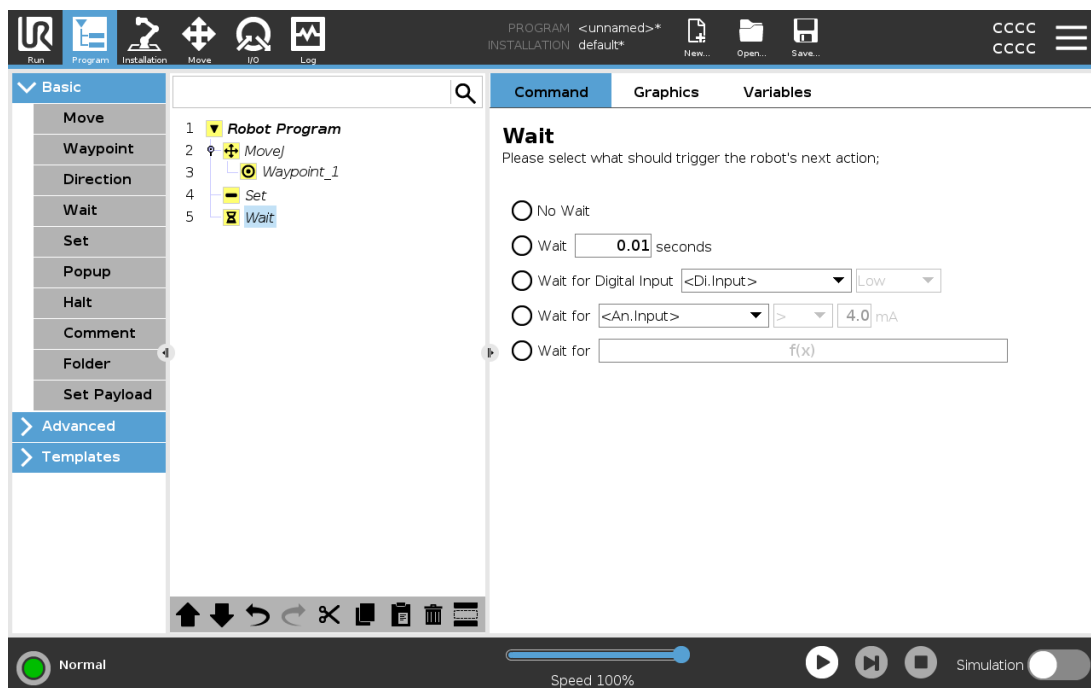 PROGRAM <unnamed>*
INSTALLATION default*
CCCC
CCCC
Run Program Installation Move I/O Log New... Open... Save...
Basic
Move
Waypoint
Direction
Wait
Set
Popup
Halt
Comment
Folder
Set Payload
Advanced
Templates
1 Robot Program
2 MoveJ
3 Waypoint_1
4 Set
5 Wait
Command Graphics Variables
Wait
Please select what should trigger the robot's next action;
No Wait
Wait 0.01 seconds
Wait for Digital Input <Di.Input> Low
Wait for <An.Input> > 4.0 mA
Wait for f(x)
Normal
Speed 100%
Simulation